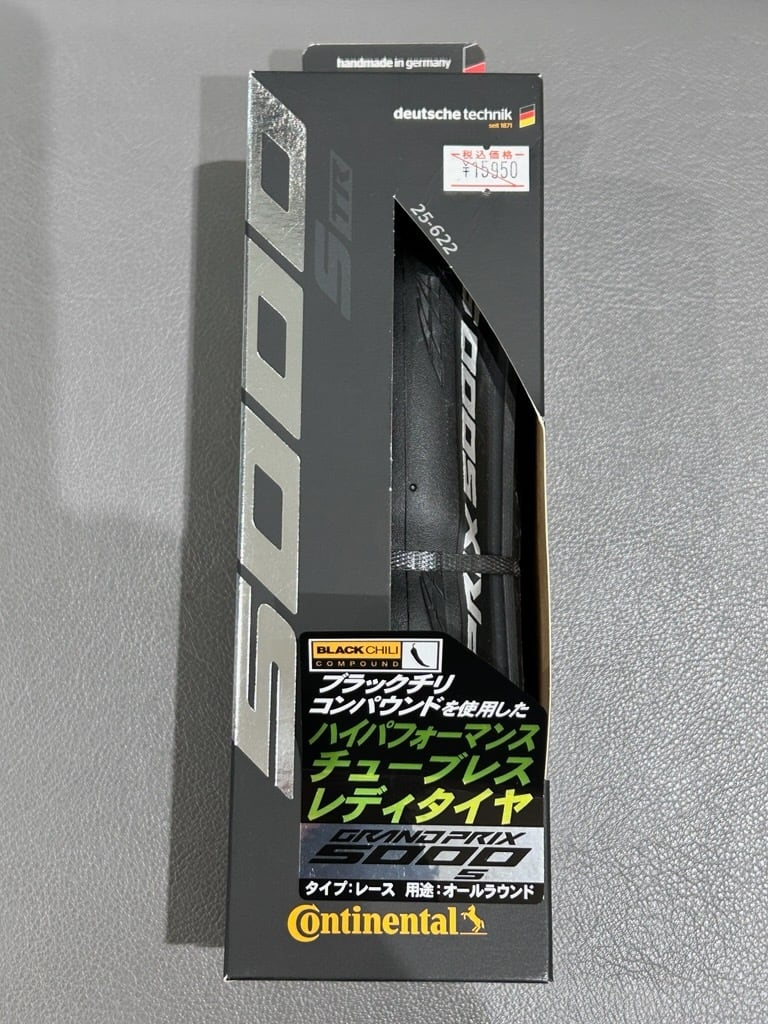 handmade in germany
deutsche technik
seit 1871
税込価格
¥15950
25-622
5000
S TR
RIX 5000 S
BLACK CHILI
COMPOUND
ブラックチリ
コンパウンドを使用した
ハイパフォーマンス
チューブレス
レディタイヤ
GRAND PRIX
5000
S
タイプ:レース 用途:オールラウンド
Continental